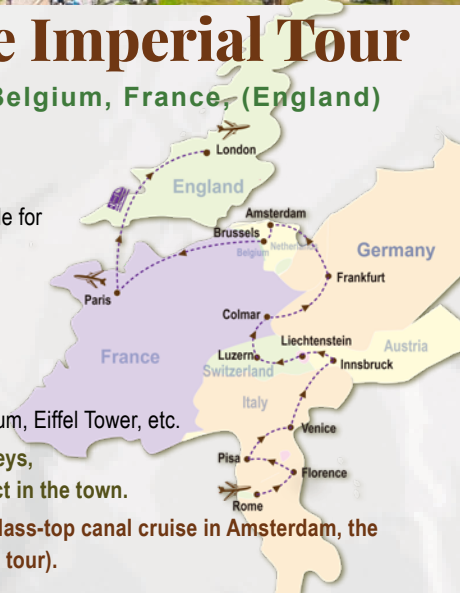 e Imperial Tour
Belgium, France, (England)
London
England
le for
Amsterdam
Brussels
Netherlands
Belgium
Germany
Frankfurt
Paris
Colmar
France
Liechtenstein
Austria
Luzern
Innsbruck
Switzerland
Italy
um, Eiffel Tower, etc.
Venice
eys,
Pisa
Florence
ct in the town.
Rome
lass-top canal cruise in Amsterdam, the
tour).